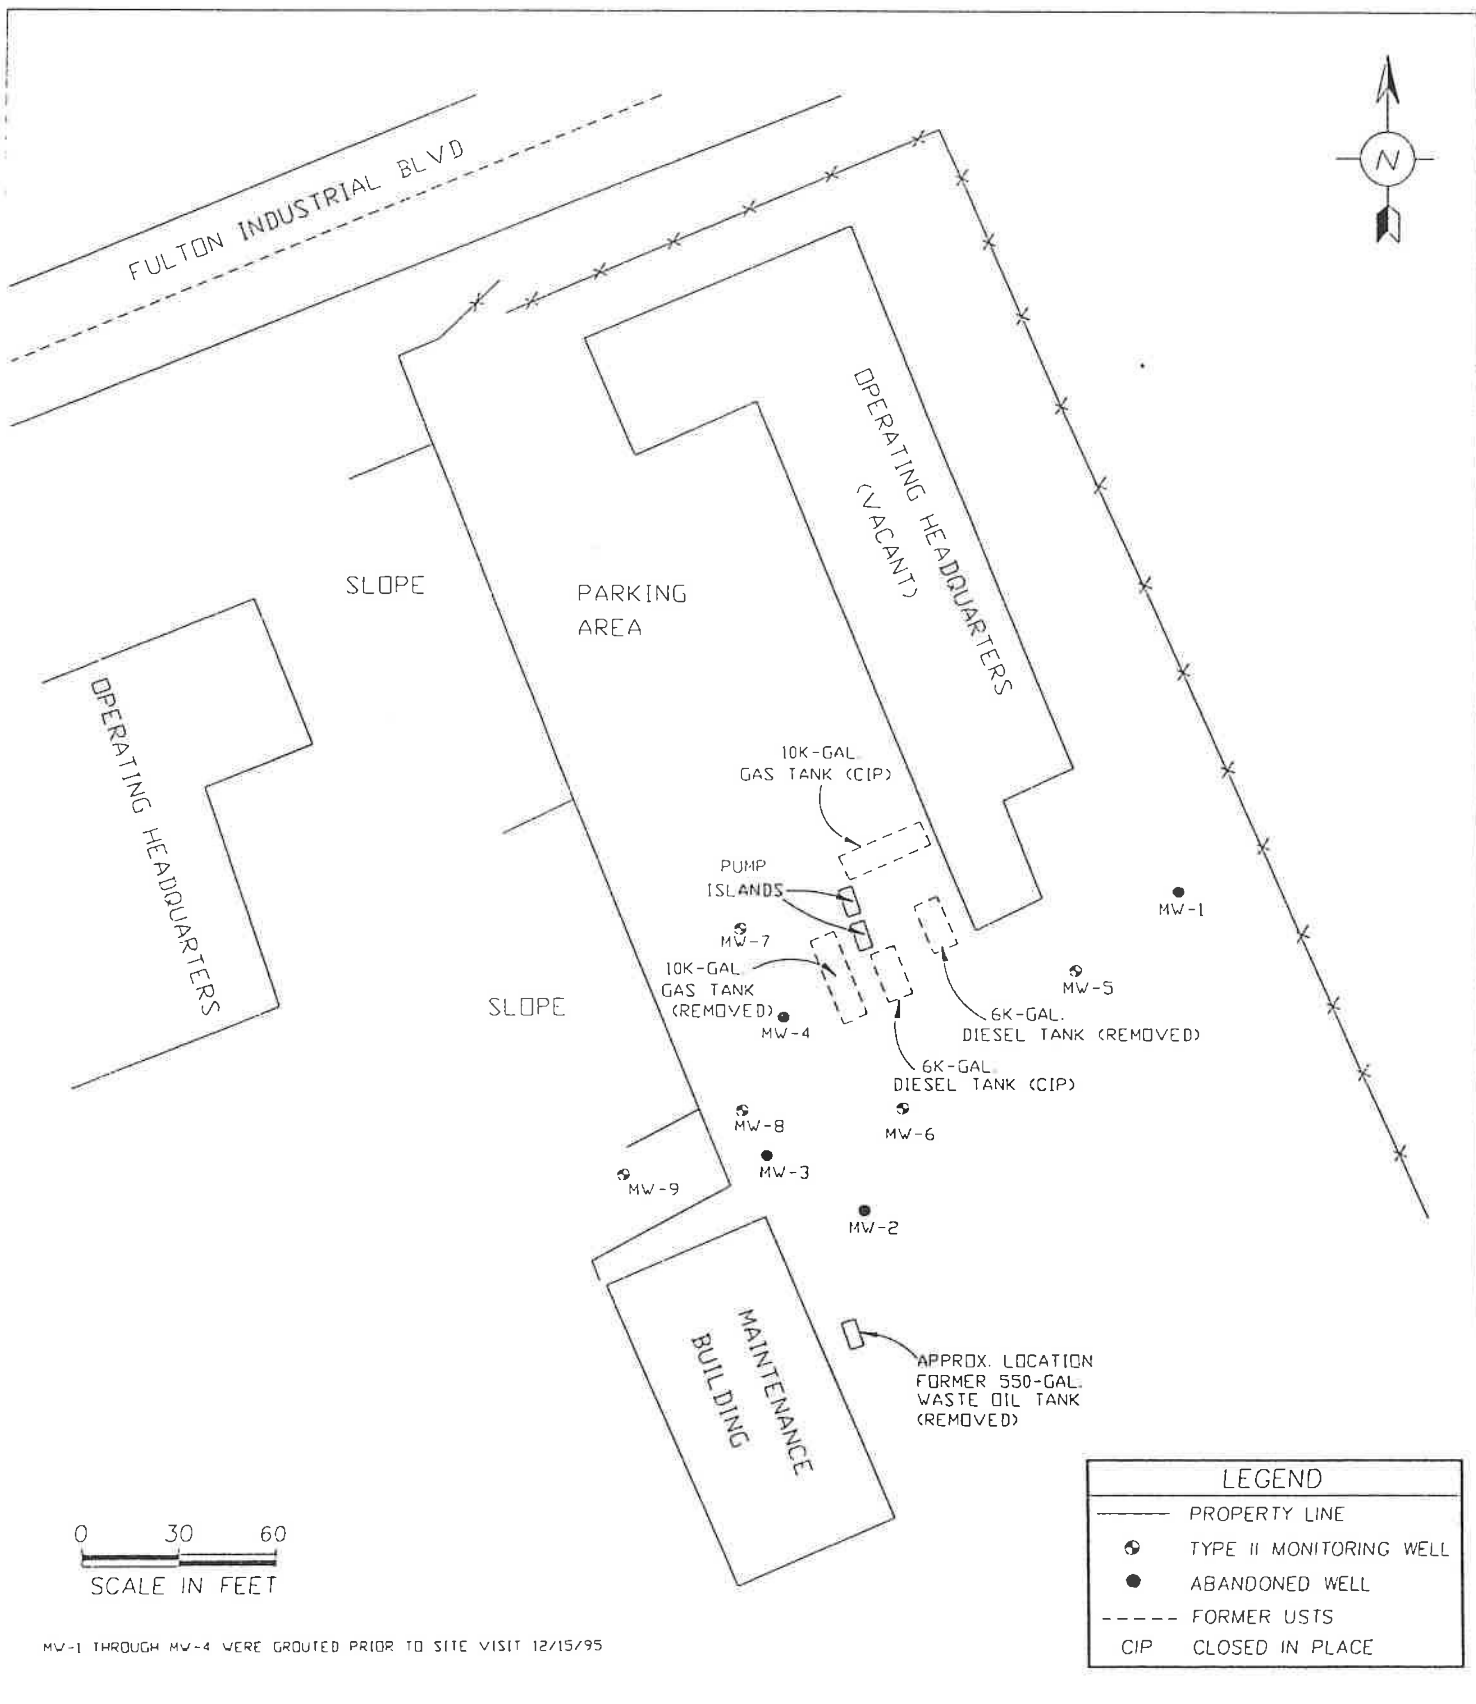 FULTON INDUSTRIAL BLVD
N
OPERATING HEADQUARTERS
(VACANT)
SLOPE
PARKING
AREA
OPERATING HEADQUARTERS
10K-GAL.
GAS TANK (CIP)
PUMP
ISLANDS
MW-1
MW-7
10K-GAL.
GAS TANK
(REMOVED)
MW-5
SLOPE
MW-4
6K-GAL.
DIESEL TANK (REMOVED)
6K-GAL.
DIESEL TANK (CIP)
MW-8
MW-6
MW-3
MW-9
MW-2
MAINTENANCE
BUILDING
APPROX. LOCATION
FORMER 550-GAL.
WASTE OIL TANK
(REMOVED)
0 30 60
SCALE IN FEET
MW-1 THROUGH MW-4 WERE GROUTED PRIOR TO SITE VISIT 12/15/95
LEGEND
PROPERTY LINE
TYPE II MONITORING WELL
ABANDONED WELL
FORMER USTS
CIP CLOSED IN PLACE